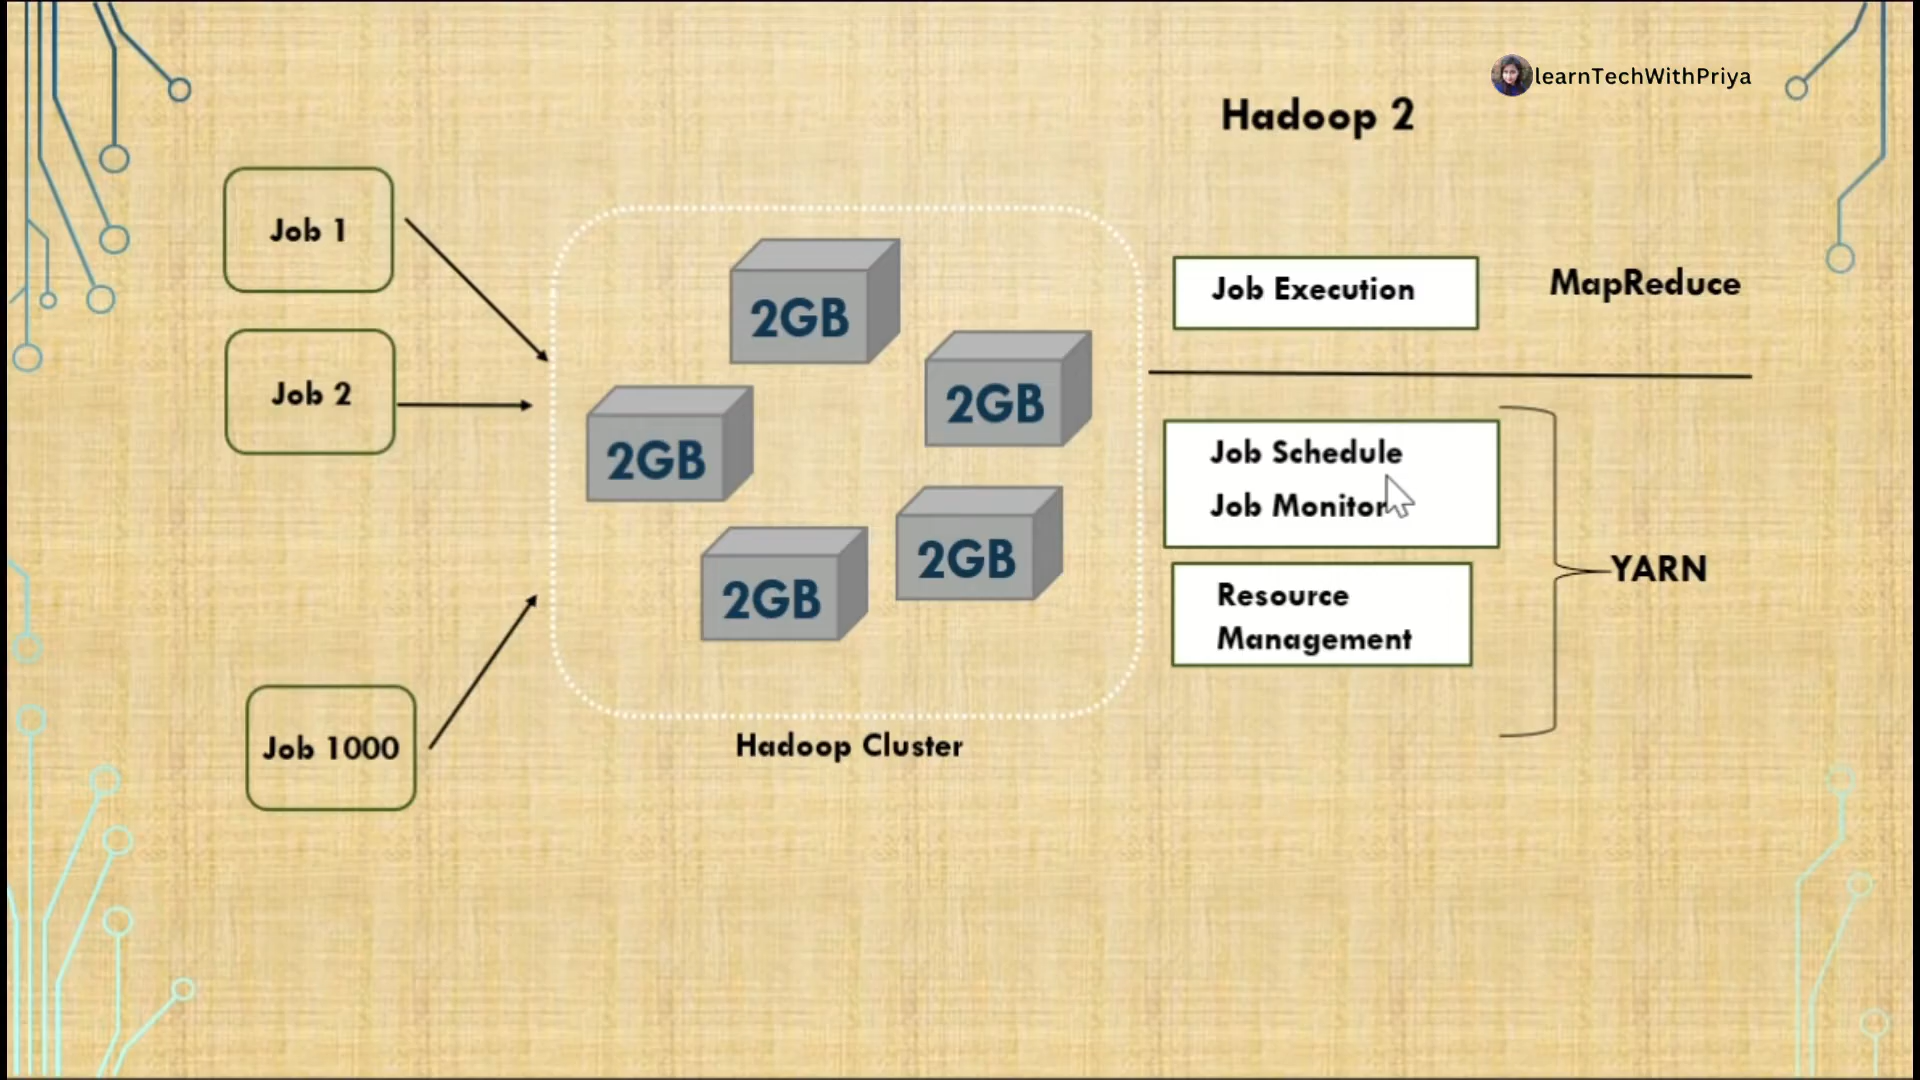 learnTechWithPriya
Hadoop 2
Job 1
Job 2
Job 1000
2GB
2GB
2GB
2GB
2GB
Hadoop Cluster
Job Execution
MapReduce
Job Schedule
Job Monitor
Resource
Management
YARN